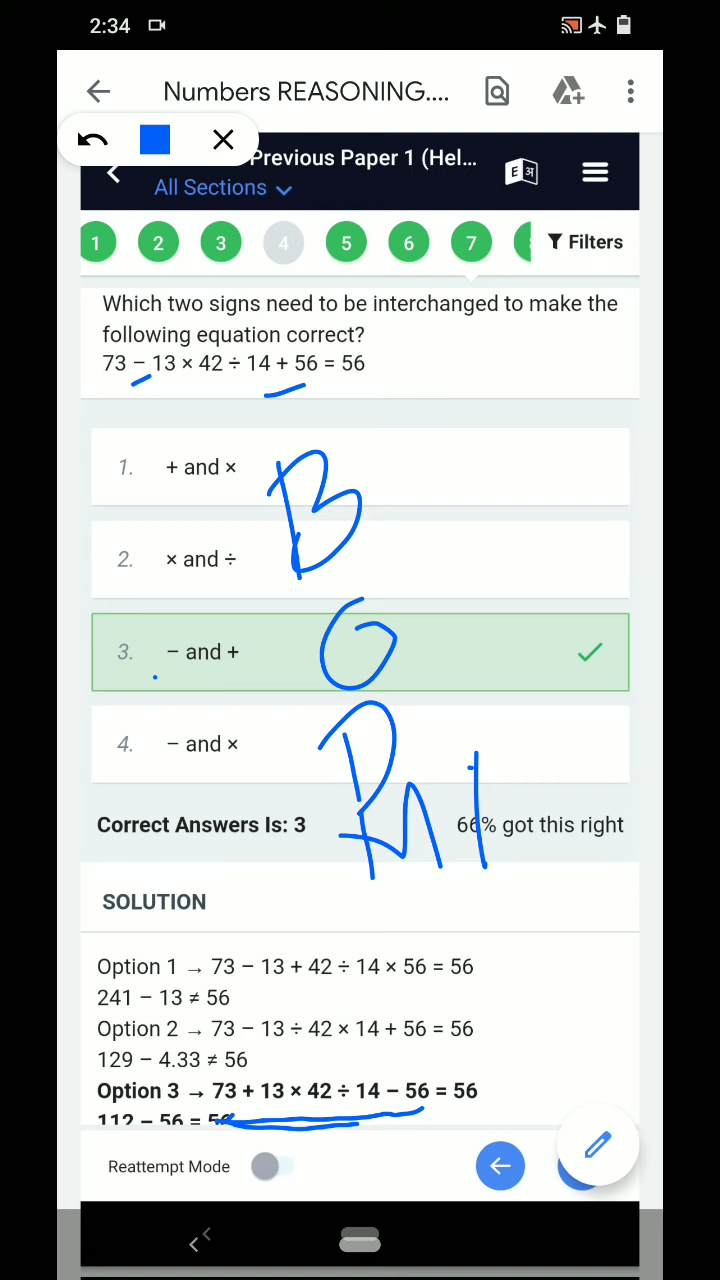 2:34
Numbers REASONING....
Previous Paper 1 (Hel...
E अ
All Sections
1 2 3 4 5 6 7 Filters
Which two signs need to be interchanged to make the
following equation correct?
73 − 13 × 42 ÷ 14 + 56 = 56
1. + and ×
2. × and ÷
3. − and +
4. − and ×
B
Correct Answers Is: 3
66% got this right
SOLUTION
Option 1 → 73 − 13 + 42 ÷ 14 × 56 = 56
241 − 13 ≠ 56
Option 2 → 73 − 13 ÷ 42 × 14 + 56 = 56
129 − 4.33 ≠ 56
Option 3 → 73 + 13 × 42 ÷ 14 − 56 = 56
112 − 56 = 56
Reattempt Mode